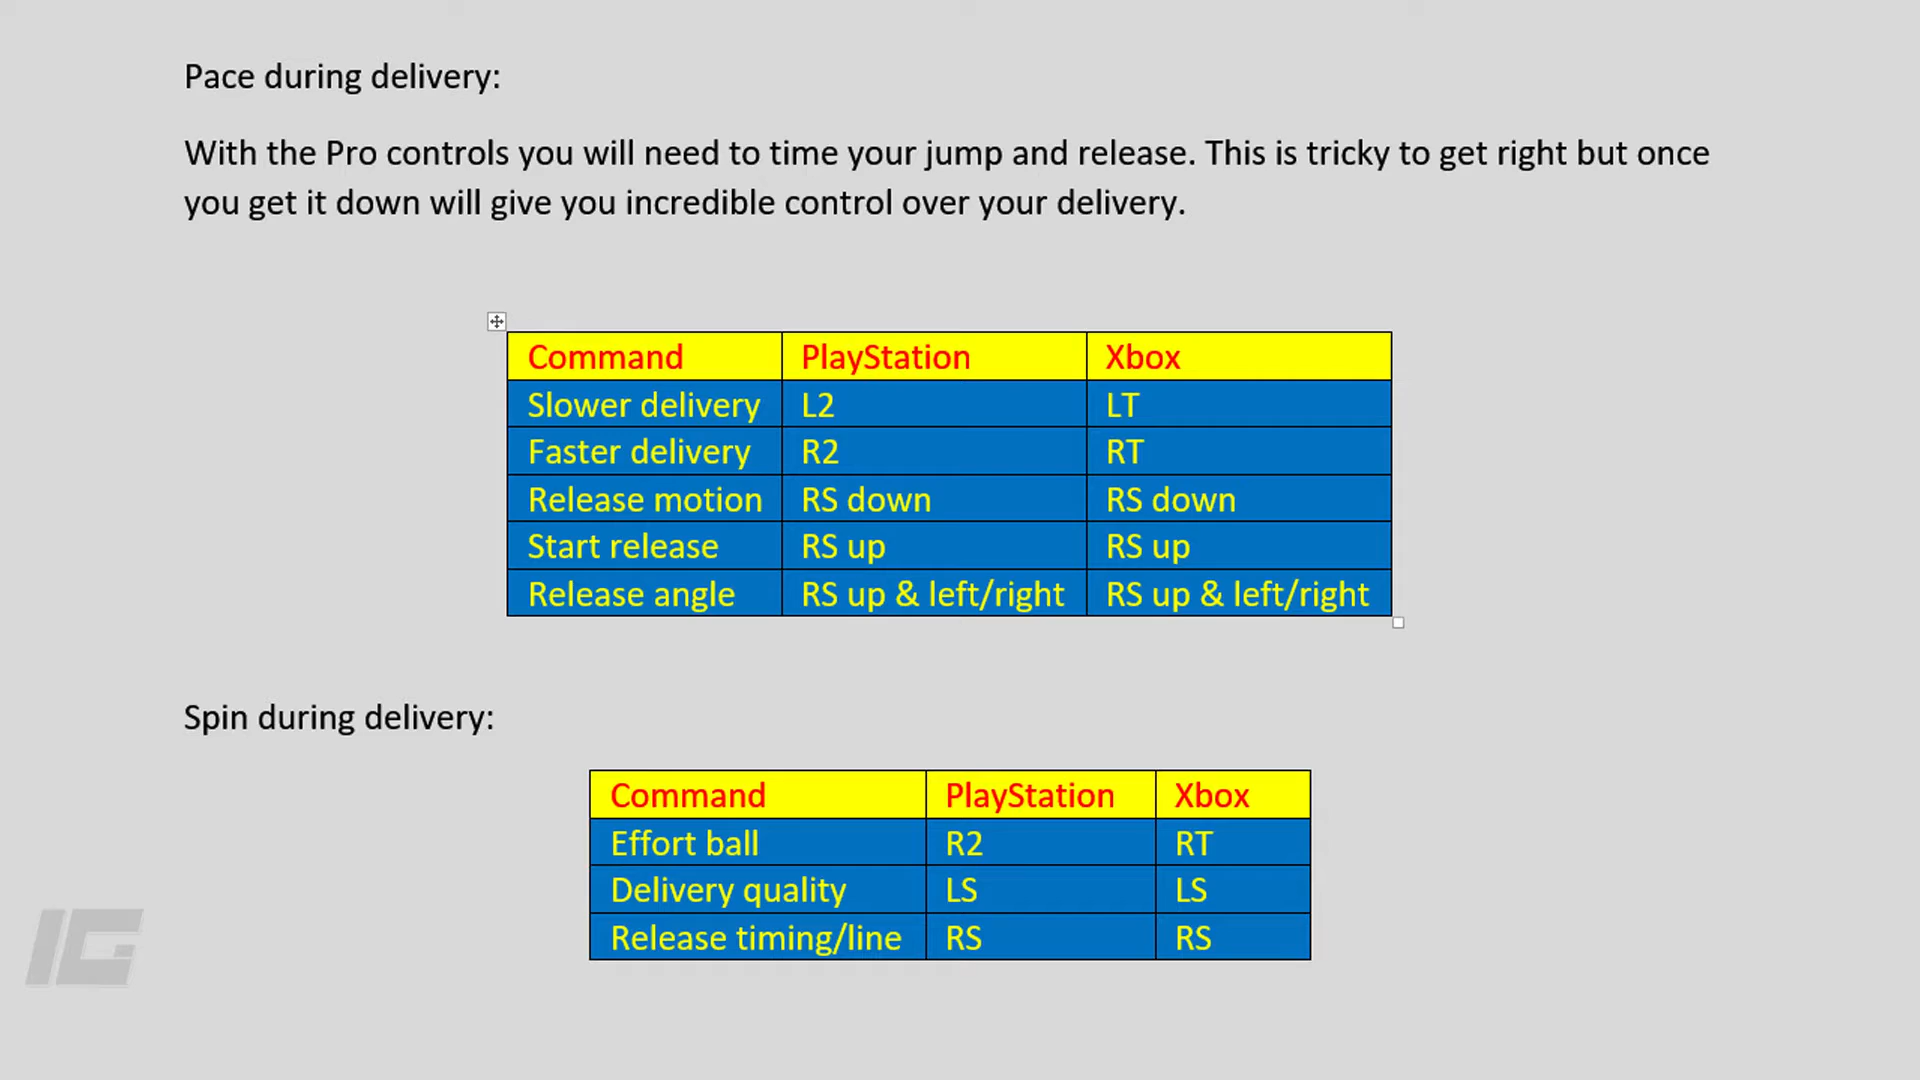 Pace during delivery:
With the Pro controls you will need to time your jump and release. This is tricky to get right but once
you get it down will give you incredible control over your delivery.
Command PlayStation Xbox
Slower delivery L2 LT
Faster delivery R2 RT
Release motion RS down RS down
Start release RS up RS up
Release angle RS up & left/right RS up & left/right
Spin during delivery:
Command PlayStation Xbox
Effort ball R2 RT
Delivery quality LS LS
Release timing/line RS RS
IG